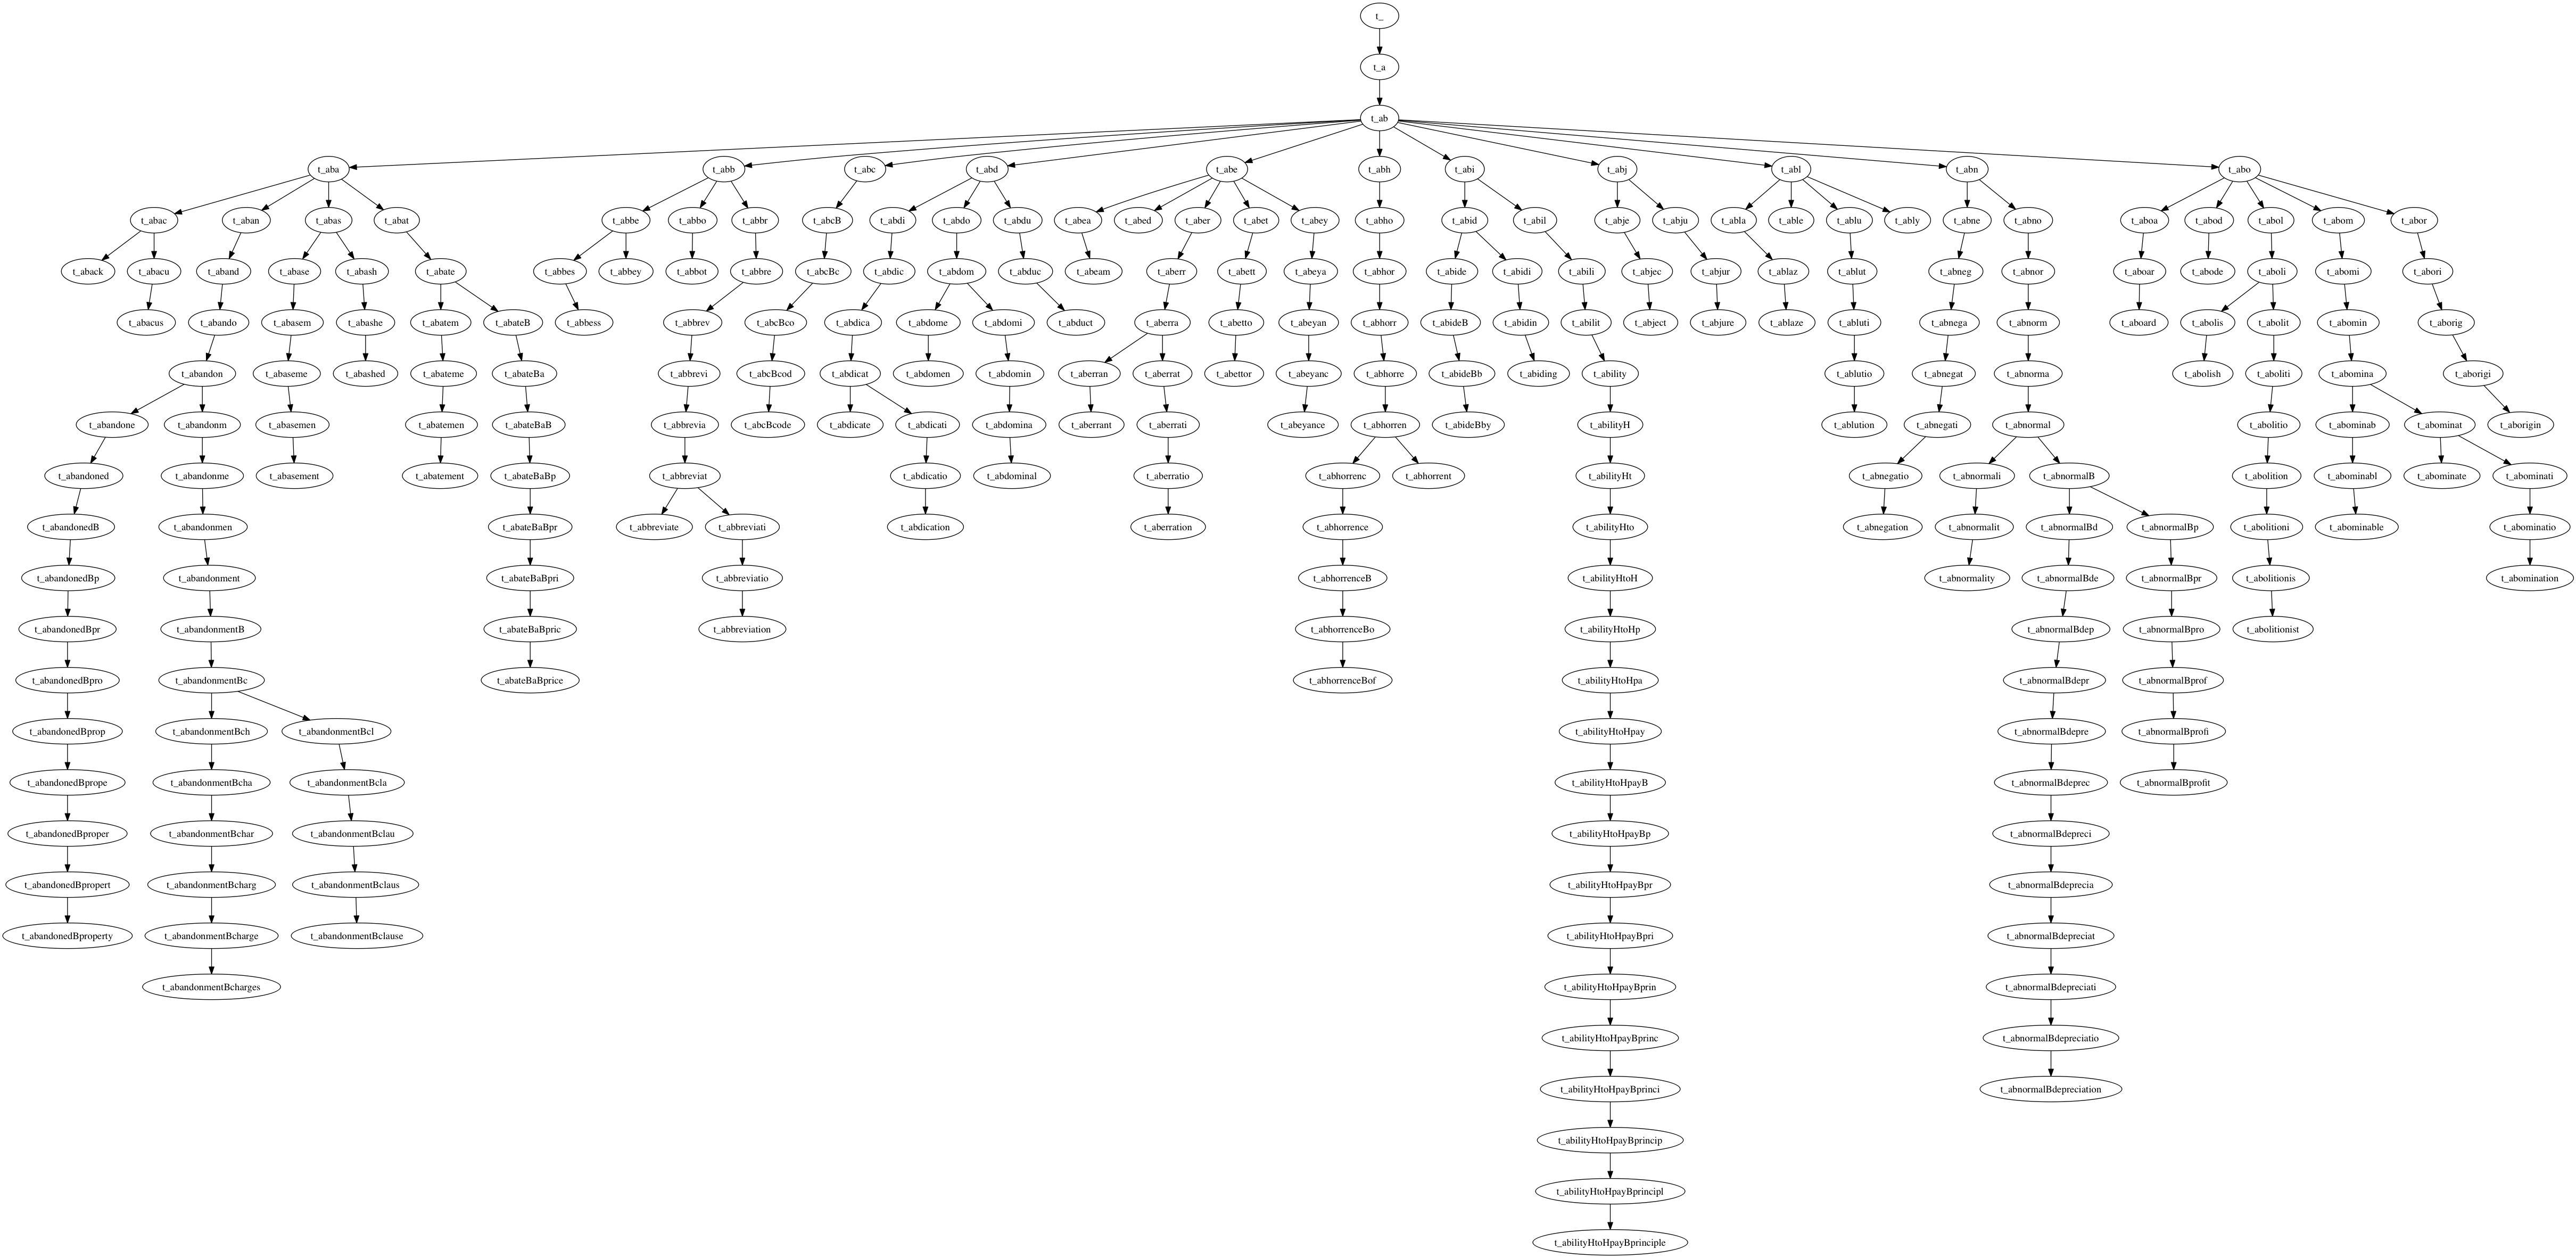 t_
t_a
t_ab
t_aba t_abb t_abc t_abd t_abe t_abh t_abi t_abj t_abl t_abn t_abo
t_abac t_aban t_abas t_abat t_abbe t_abbo t_abbr t_abcB t_abdi t_abdo t_abdu t_abea t_abed t_aber t_abet t_abey t_abho t_abid t_abil t_abje t_abju t_abla t_able t_ablu t_ably t_abne t_abno t_aboa t_abod t_abol t_abom t_abor
t_aback t_abacu t_aband t_abase t_abash t_abate t_abbes t_abbey t_abbot t_abbre t_abcBc t_abdic t_abdom t_abduc t_abeam t_aberr t_abett t_abeya t_abhor t_abide t_abidi t_abili t_abjec t_abjur t_ablaz t_ablut t_abneg t_abnor t_aboar t_abode t_aboli t_abomi t_abori
t_abacus t_abando t_abasem t_abashe t_abatem t_abateB t_abbess t_abbrev t_abcBco t_abdica t_abdome t_abdomi t_abduct t_aberra t_abetto t_abeyan t_abhorr t_abideB t_abidin t_abilit t_abject t_abjure t_ablaze t_abluti t_abnega t_abnorm t_aboard t_abolis t_abolit t_abomin t_aborig
t_abandon t_abaseme t_abashed t_abateme t_abateBa t_abbrevi t_abcBcod t_abdicat t_abdomen t_abdomin t_aberran t_aberrat t_abettor t_abeyanc t_abhorre t_abideBb t_abiding t_ability t_ablutio t_abnegat t_abnorma t_abolish t_aboliti t_abomina t_aborigi
t_abandone t_abandonm t_abasemen t_abatemen t_abateBaB t_abbrevia t_abcBcode t_abdicate t_abdicati t_abdomina t_aberrant t_aberrati t_abeyance t_abhorren t_abideBby t_abilityH t_ablution t_abnegati t_abnormal t_abolitio t_abominab t_abominat t_aborigin
t_abandoned t_abandonme t_abasement t_abatement t_abateBaBp t_abbreviat t_abdicatio t_abdominal t_aberratio t_abhorrenc t_abhorrent t_abilityHt t_abnegatio t_abnormali t_abnormalB t_abolition t_abominabl t_abominate t_abominati
t_abandonedB t_abandonmen t_abateBaBpr t_abbreviate t_abbreviati t_abdication t_aberration t_abhorrence t_abilityHto t_abnegation t_abnormalit t_abnormalBd t_abnormalBp t_abolitioni t_abominable t_abominatio
t_abandonedBp t_abandonment t_abateBaBpri t_abbreviatio t_abhorrenceB t_abilityHtoH t_abnormality t_abnormalBde t_abnormalBpr t_abolitionis t_abomination
t_abandonedBpr t_abandonmentB t_abateBaBpric t_abbreviation t_abhorrenceBo t_abilityHtoHp t_abnormalBdep t_abnormalBpro t_abolitionist
t_abandonedBpro t_abandonmentBc t_abateBaBprice t_abhorrenceBof t_abilityHtoHpa t_abnormalBdepr t_abnormalBprof
t_abandonedBprop t_abandonmentBch t_abandonmentBcl t_abilityHtoHpay t_abnormalBdepre t_abnormalBprofi
t_abandonedBprope t_abandonmentBcha t_abandonmentBcla t_abilityHtoHpayB t_abnormalBdeprec t_abnormalBprofit
t_abandonedBproper t_abandonmentBchar t_abandonmentBclau t_abilityHtoHpayBp t_abnormalBdepreci
t_abandonedBpropert t_abandonmentBcharg t_abandonmentBclaus t_abilityHtoHpayBpr t_abnormalBdeprecia
t_abandonedBproperty t_abandonmentBcharge t_abandonmentBclause t_abilityHtoHpayBpri t_abnormalBdepreciat
t_abandonmentBcharges t_abilityHtoHpayBprin t_abnormalBdepreciati
t_abilityHtoHpayBprinc t_abnormalBdepreciatio
t_abilityHtoHpayBprinci t_abnormalBdepreciation
t_abilityHtoHpayBprincip
t_abilityHtoHpayBprincipl
t_abilityHtoHpayBprinciple